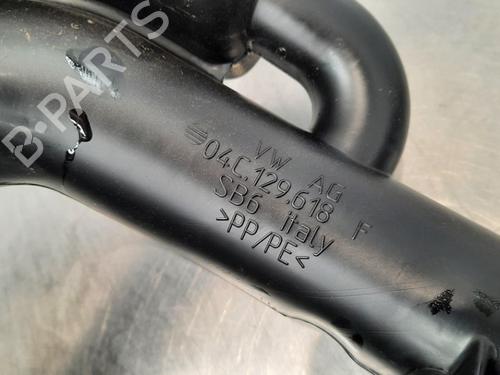 B-PARTS
VW AG
04C.129.618 F
SB6 italy
>PP/PE<